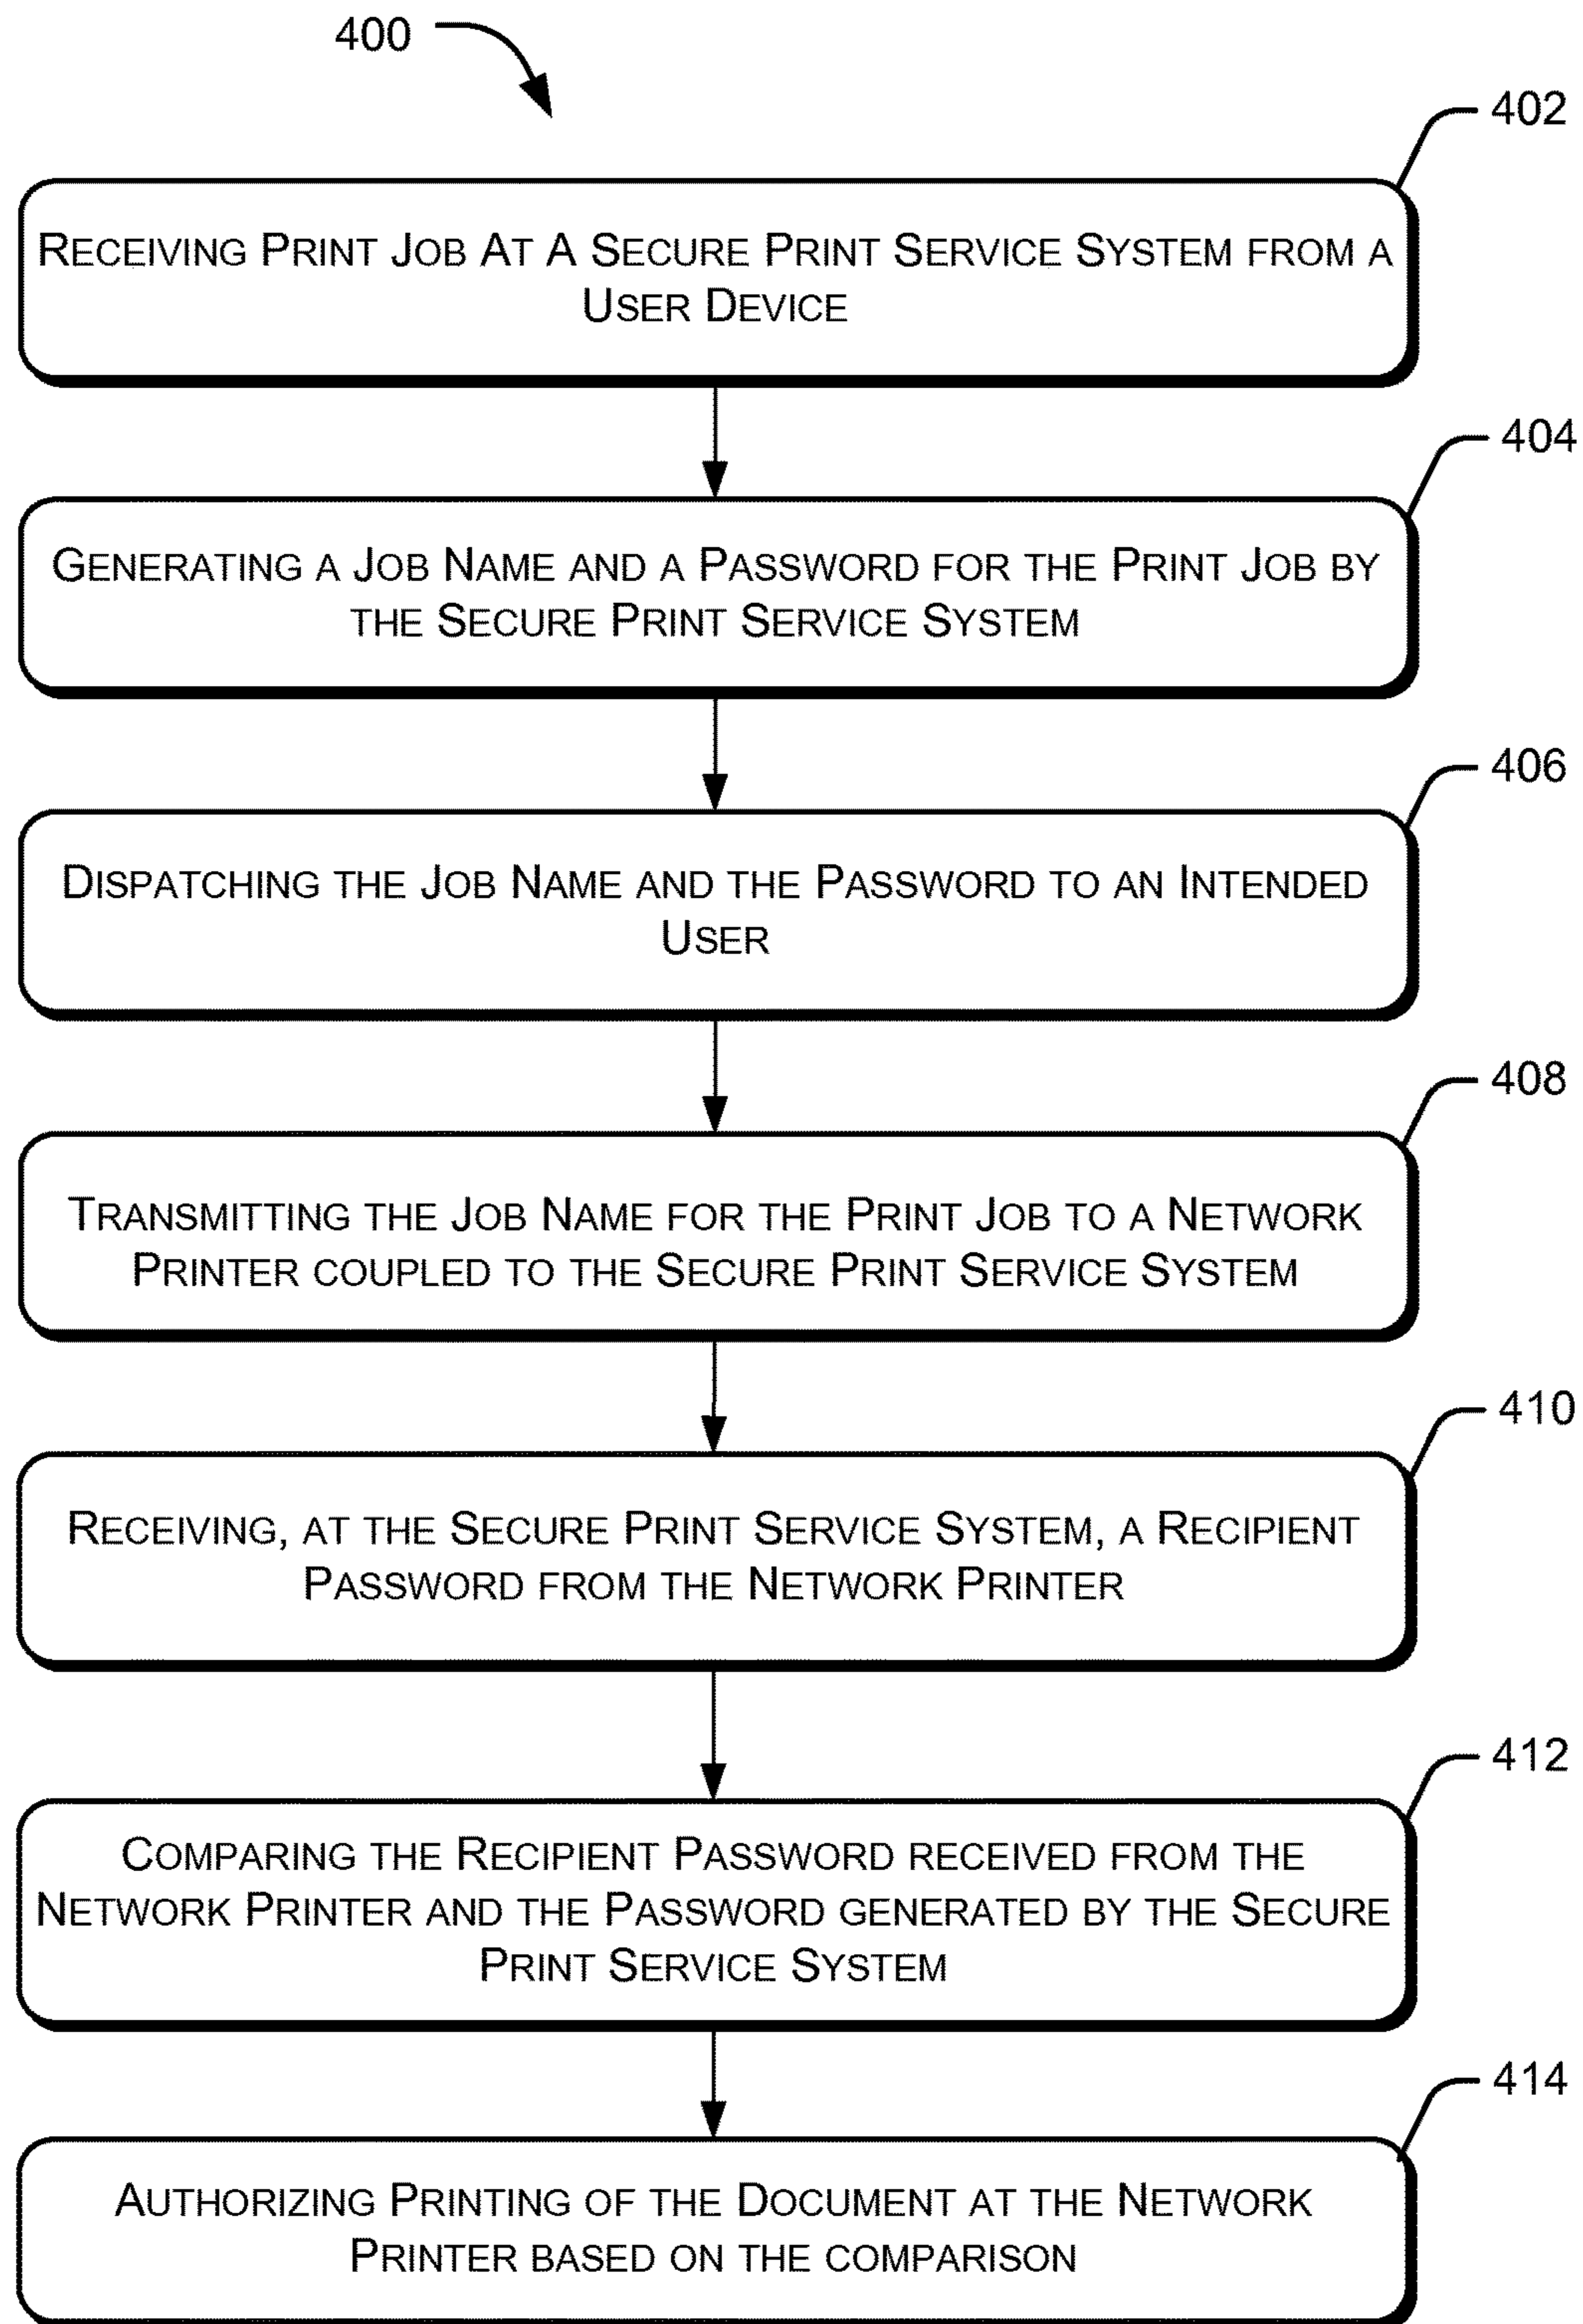 400
402
RECEIVING PRINT JOB AT A SECURE PRINT SERVICE SYSTEM FROM A
USER DEVICE
404
GENERATING A JOB NAME AND A PASSWORD FOR THE PRINT JOB BY
THE SECURE PRINT SERVICE SYSTEM
406
DISPATCHING THE JOB NAME AND THE PASSWORD TO AN INTENDED
USER
408
TRANSMITTING THE JOB NAME FOR THE PRINT JOB TO A NETWORK
PRINTER COUPLED TO THE SECURE PRINT SERVICE SYSTEM
410
RECEIVING, AT THE SECURE PRINT SERVICE SYSTEM, A RECIPIENT
PASSWORD FROM THE NETWORK PRINTER
412
COMPARING THE RECIPIENT PASSWORD RECEIVED FROM THE
NETWORK PRINTER AND THE PASSWORD GENERATED BY THE SECURE
PRINT SERVICE SYSTEM
414
AUTHORIZING PRINTING OF THE DOCUMENT AT THE NETWORK
PRINTER BASED ON THE COMPARISON